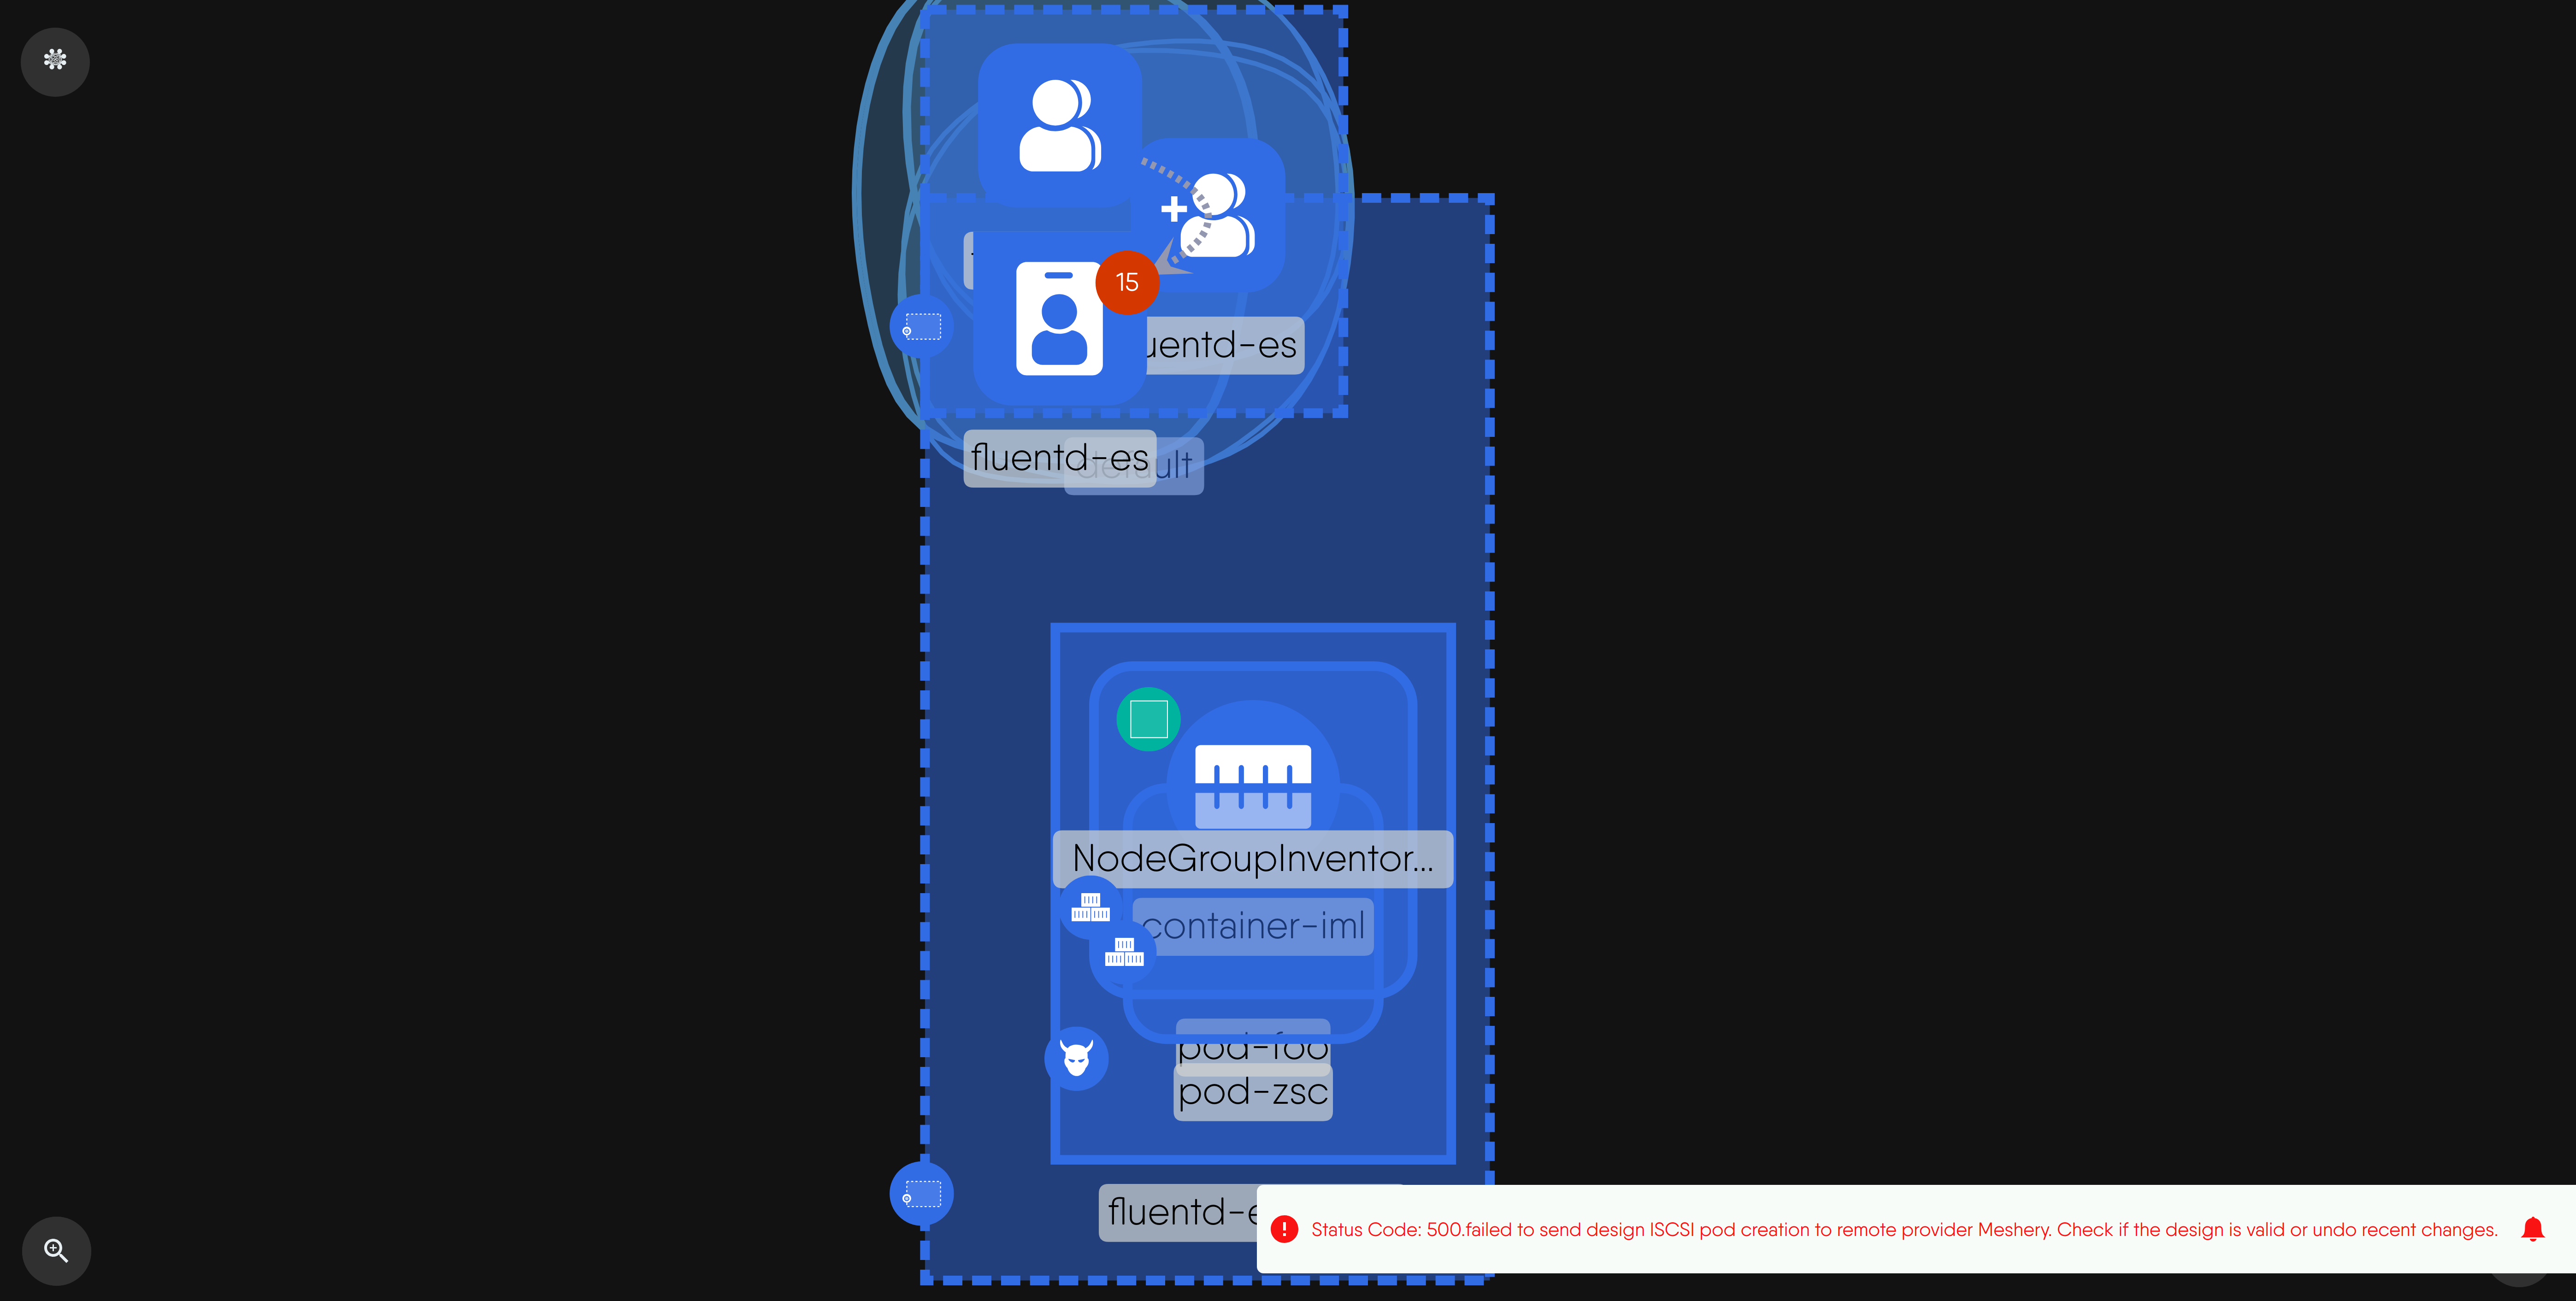 15
uentd-es
fluentd-es
default
NodeGroupInventor...
container-iml
pod-foo
pod-zsc
fluentd-e
Status Code: 500.failed to send design ISCSI pod creation to remote provider Meshery. Check if the design is valid or undo recent changes.